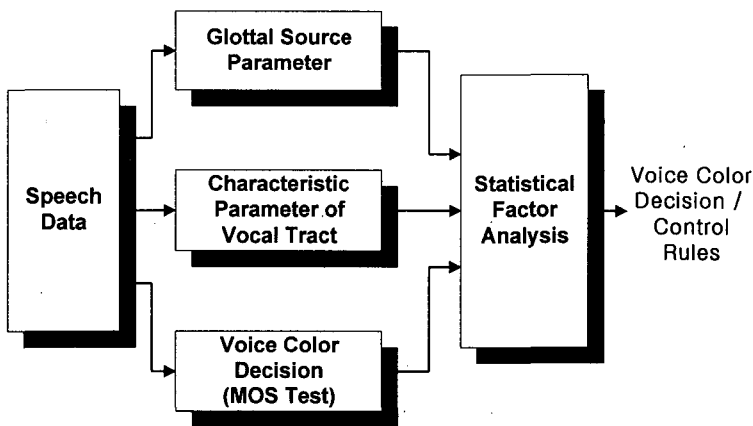 Glottal Source
Parameter
Speech
Data
Characteristic
Parameter of
Vocal Tract
Voice Color
Decision
(MOS Test)
Statistical
Factor
Analysis
Voice Color
Decision /
Control
Rules